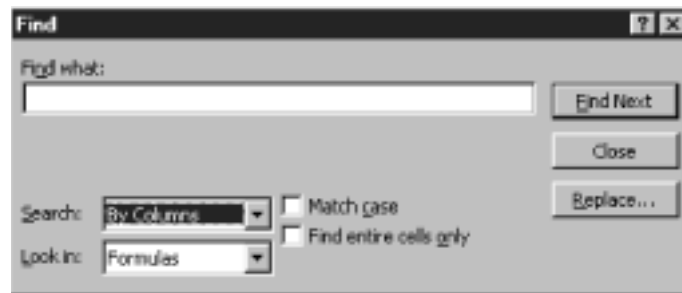 Find
Find what:
Find Next
Close
Replace...
Search: By Columns
Match case
Find entire cells only
Look in: Formulas